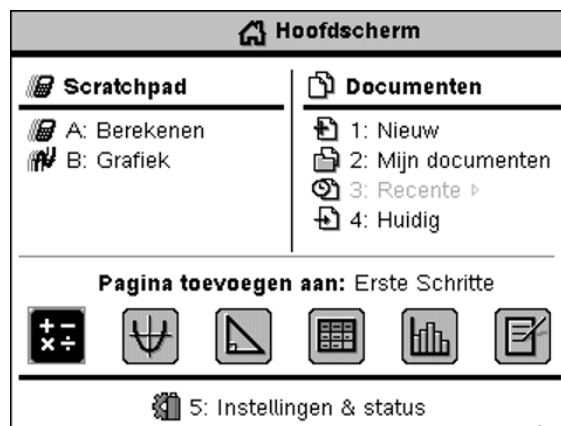 Hoofdscherm
Scratchpad
A: Berekenen
B: Grafiek
Documenten
1: Nieuw
2: Mijn documenten
3: Recente ▹
4: Huidig
Pagina toevoegen aan: Erste Schritte
5: Instellingen & status